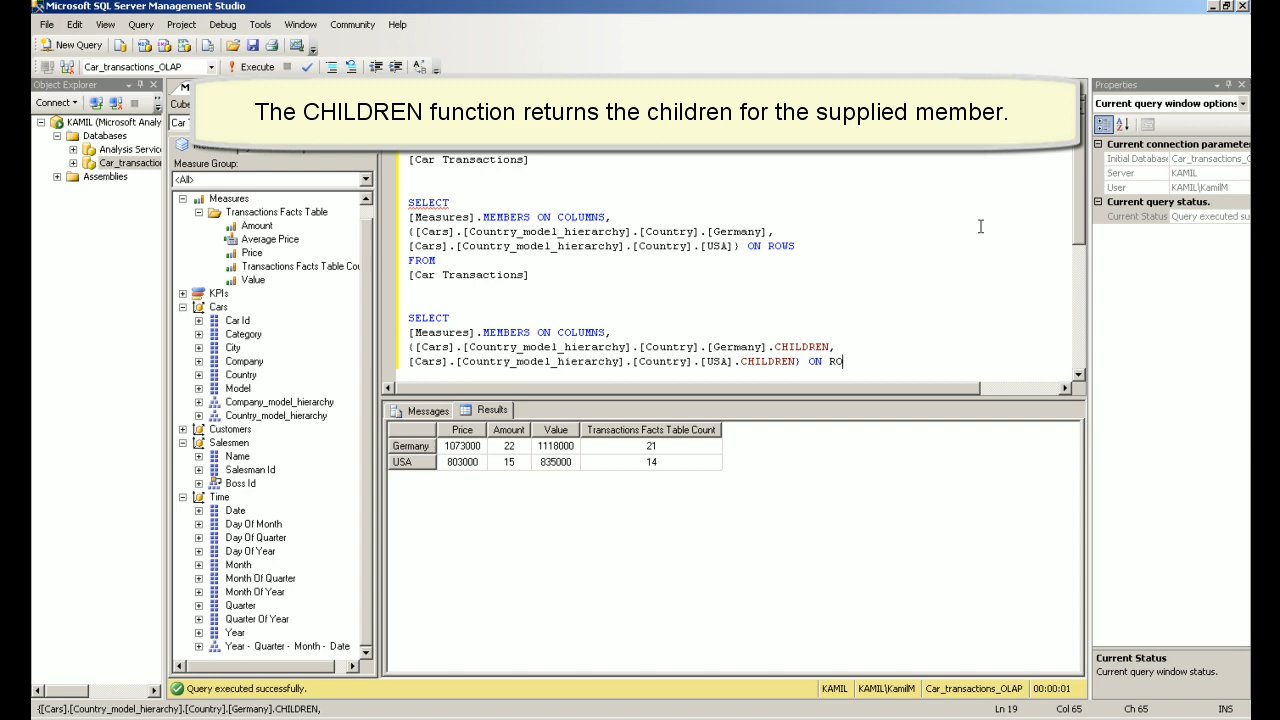 Microsoft SQL Server Management Studio
File Edit View Query Project Debug Tools Window Community Help
New Query
Car_transactions_OLAP Execute
Object Explorer
Connect
KAMIL (Microsoft Analy
Databases
Analysis Servic
Car_transactio
Assemblies
The CHILDREN function returns the children for the supplied member.
Measure Group:
<All>
Measures
Transactions Facts Table
Amount
Average Price
Price
Transactions Facts Table Cou
Value
KPIs
Cars
Car Id
Category
City
Company
Country
Model
Company_model_hierarchy
Country_model_hierarchy
Customers
Salesmen
Name
Salesman Id
Boss Id
Time
Date
Day Of Month
Day Of Quarter
Day Of Year
Month
Month Of Quarter
Month Of Year
Quarter
Quarter Of Year
Year
Year - Quarter - Month - Date
[Car Transactions]
SELECT
[Measures].MEMBERS ON COLUMNS,
{[Cars].[Country_model_hierarchy].[Country].[Germany],
[Cars].[Country_model_hierarchy].[Country].[USA]} ON ROWS
FROM
[Car Transactions]
SELECT
[Measures].MEMBERS ON COLUMNS,
{[Cars].[Country_model_hierarchy].[Country].[Germany].CHILDREN,
[Cars].[Country_model_hierarchy].[Country].[USA].CHILDREN} ON RO
Messages Results
Price Amount Value Transactions Facts Table Count
Germany 1073000 22 1118000 21
USA 803000 15 835000 14
Query executed successfully. KAMIL KAMIL\KamilM Car_transactions_OLAP 00:00:01
Properties
Current query window options
Current connection parameter
Initial Database Car_transactions_O
Server KAMIL
User KAMIL\KamilM
Current query status.
Current Status Query executed su
Current Status
Current query window status.
{[Cars].[Country_model_hierarchy].[Country].[Germany].CHILDREN, Ln 19 Col 65 Ch 65 INS